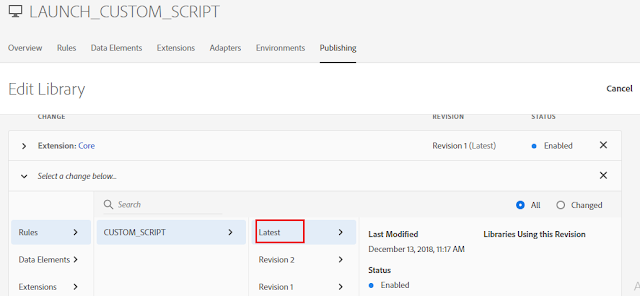 LAUNCH_CUSTOM_SCRIPT
Overview Rules Data Elements Extensions Adapters Environments Publishing
Edit Library Cancel
CHANGE REVISION STATUS
Extension: Core Revision 1 (Latest) Enabled
Select a change below...
Search All Changed
Rules CUSTOM_SCRIPT Latest Last Modified Libraries Using this Revision
December 13, 2018, 11:17 AM
Data Elements Revision 2
Status
Extensions Revision 1 Enabled
A